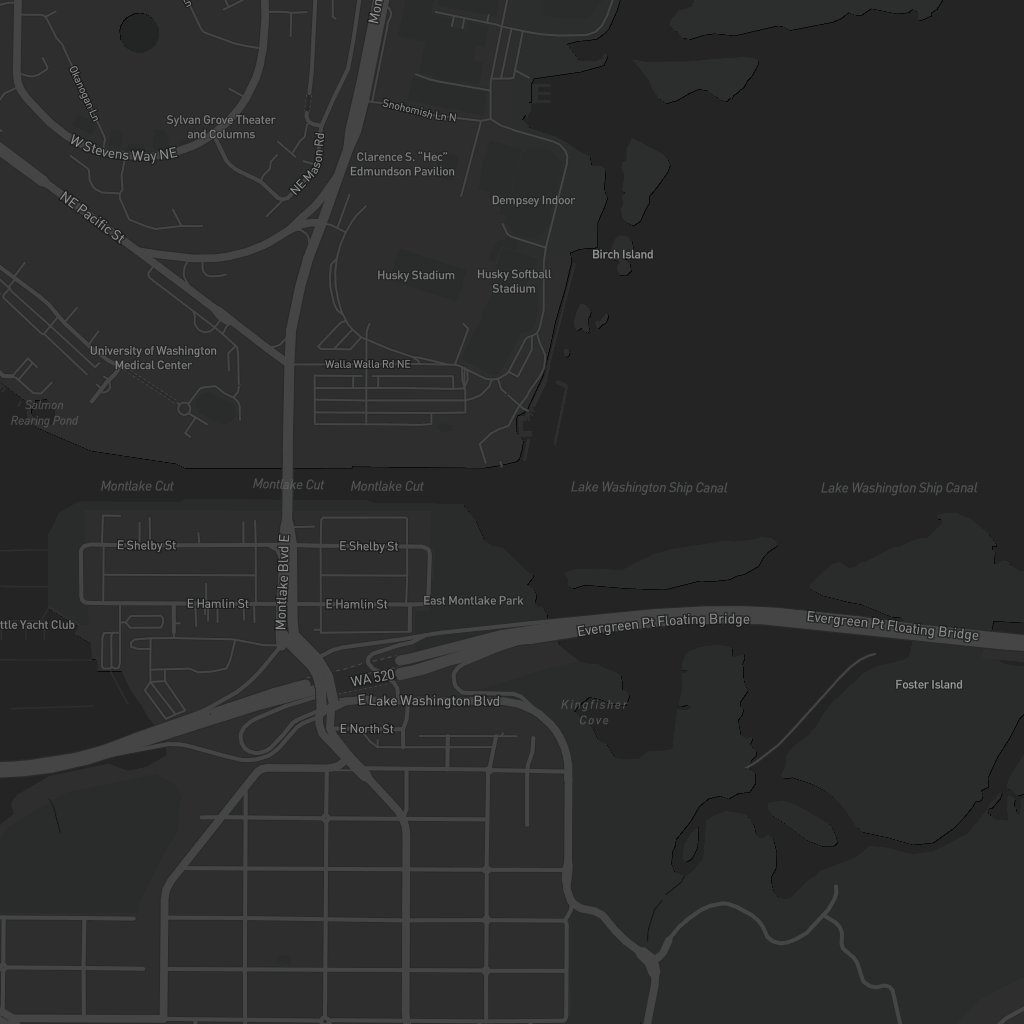 Okanogan Ln
Snohomish Ln N
Sylvan Grove Theater
and Columns
W Stevens Way NE
Clarence S. "Hec"
Edmundson Pavilion
NE Mason Rd
Dempsey Indoor
NE Pacific St
Birch Island
Husky Stadium
Husky Softball
Stadium
University of Washington
Medical Center
Walla Walla Rd NE
Salmon
Rearing Pond
Montlake Cut
Montlake Cut
Montlake Cut
Lake Washington Ship Canal
Lake Washington Ship Canal
E Shelby St
E Shelby St
Montlake Blvd E
E Hamlin St
E Hamlin St
East Montlake Park
ttle Yacht Club
Evergreen Pt Floating Bridge
Evergreen Pt Floating Bridge
WA 520
Foster Island
E Lake Washington Blvd
Kingfisher
Cove
E North St